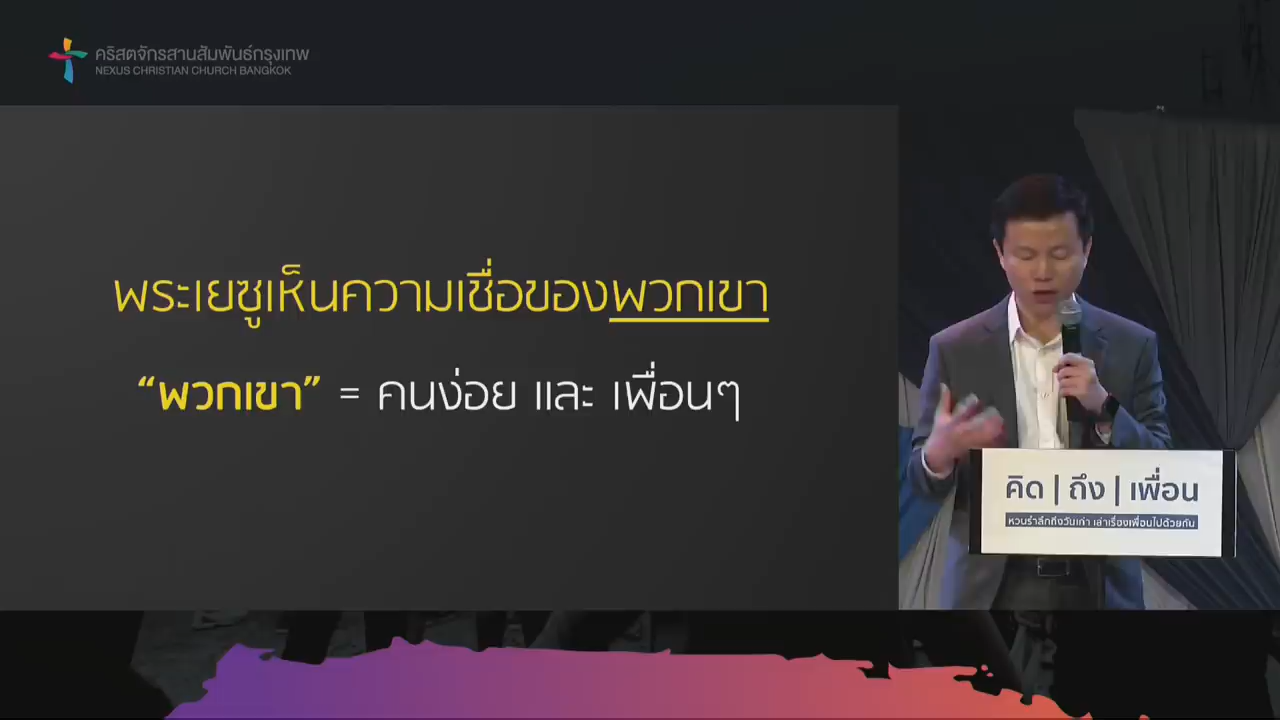 คริสตจักรสานสัมพันธ์กรุงเทพ
NEXUS CHRISTIAN CHURCH BANGKOK
พระเยซูเห็นความเชื่อของพวกเขา
“พวกเขา” = คนง่อย และ เพื่อนๆ
คิด | ถึง | เพื่อน
หวนรำลึกถึงวันเก่า เล่าเรื่องเพื่อนไปด้วยกัน